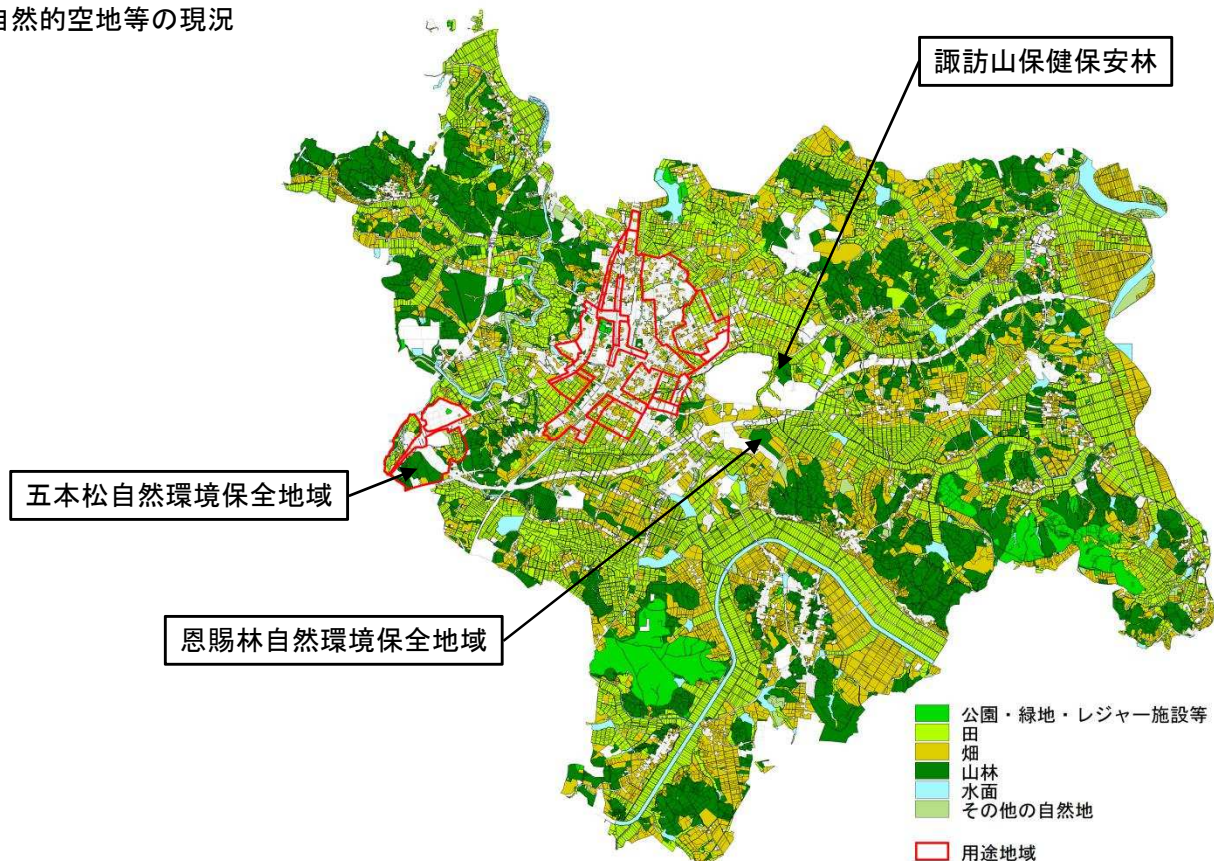 自然的空地等の現況
諏訪山保健保安林
五本松自然環境保全地域
恩賜林自然環境保全地域
公園・緑地・レジャー施設等
田
畑
山林
水面
その他の自然地
用途地域